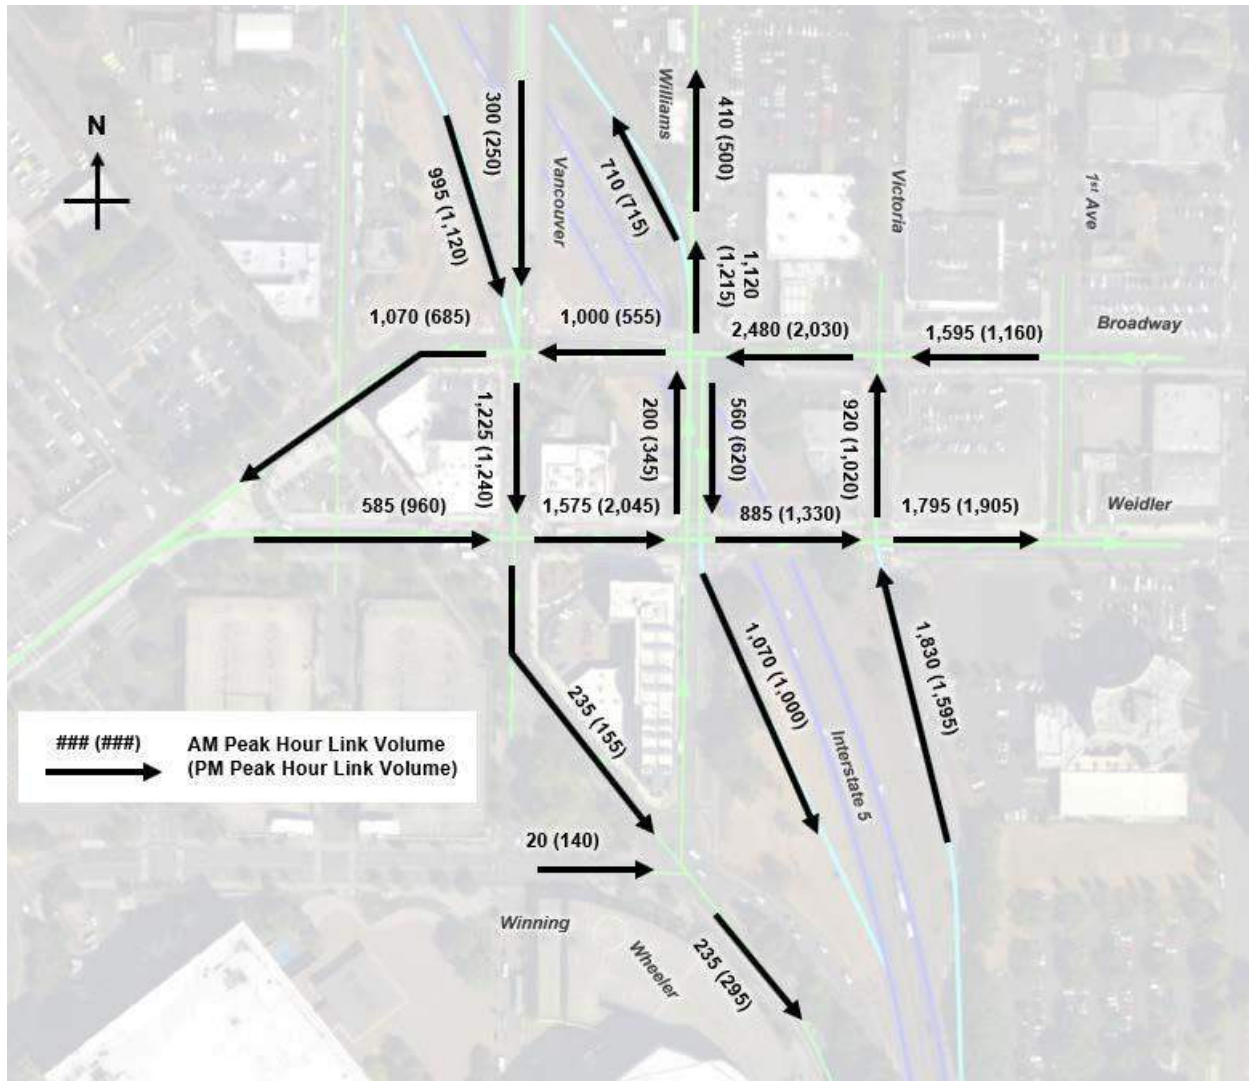 N
300 (250)
995 (1,120)
Vancouver
710 (715)
Williams
410 (500)
1,120
(1,215)
Victoria
1st Ave
Broadway
1,070 (685)
1,000 (555)
2,480 (2,030)
1,595 (1,160)
1,225 (1,240)
200 (345)
560 (620)
920 (1,020)
585 (960)
1,575 (2,045)
885 (1,330)
1,795 (1,905)
Weidler
235 (155)
1,070 (1,000)
1,830 (1,595)
Interstate 5
### (###)
AM Peak Hour Link Volume
(PM Peak Hour Link Volume)
20 (140)
Winning
Wheeler
235 (295)